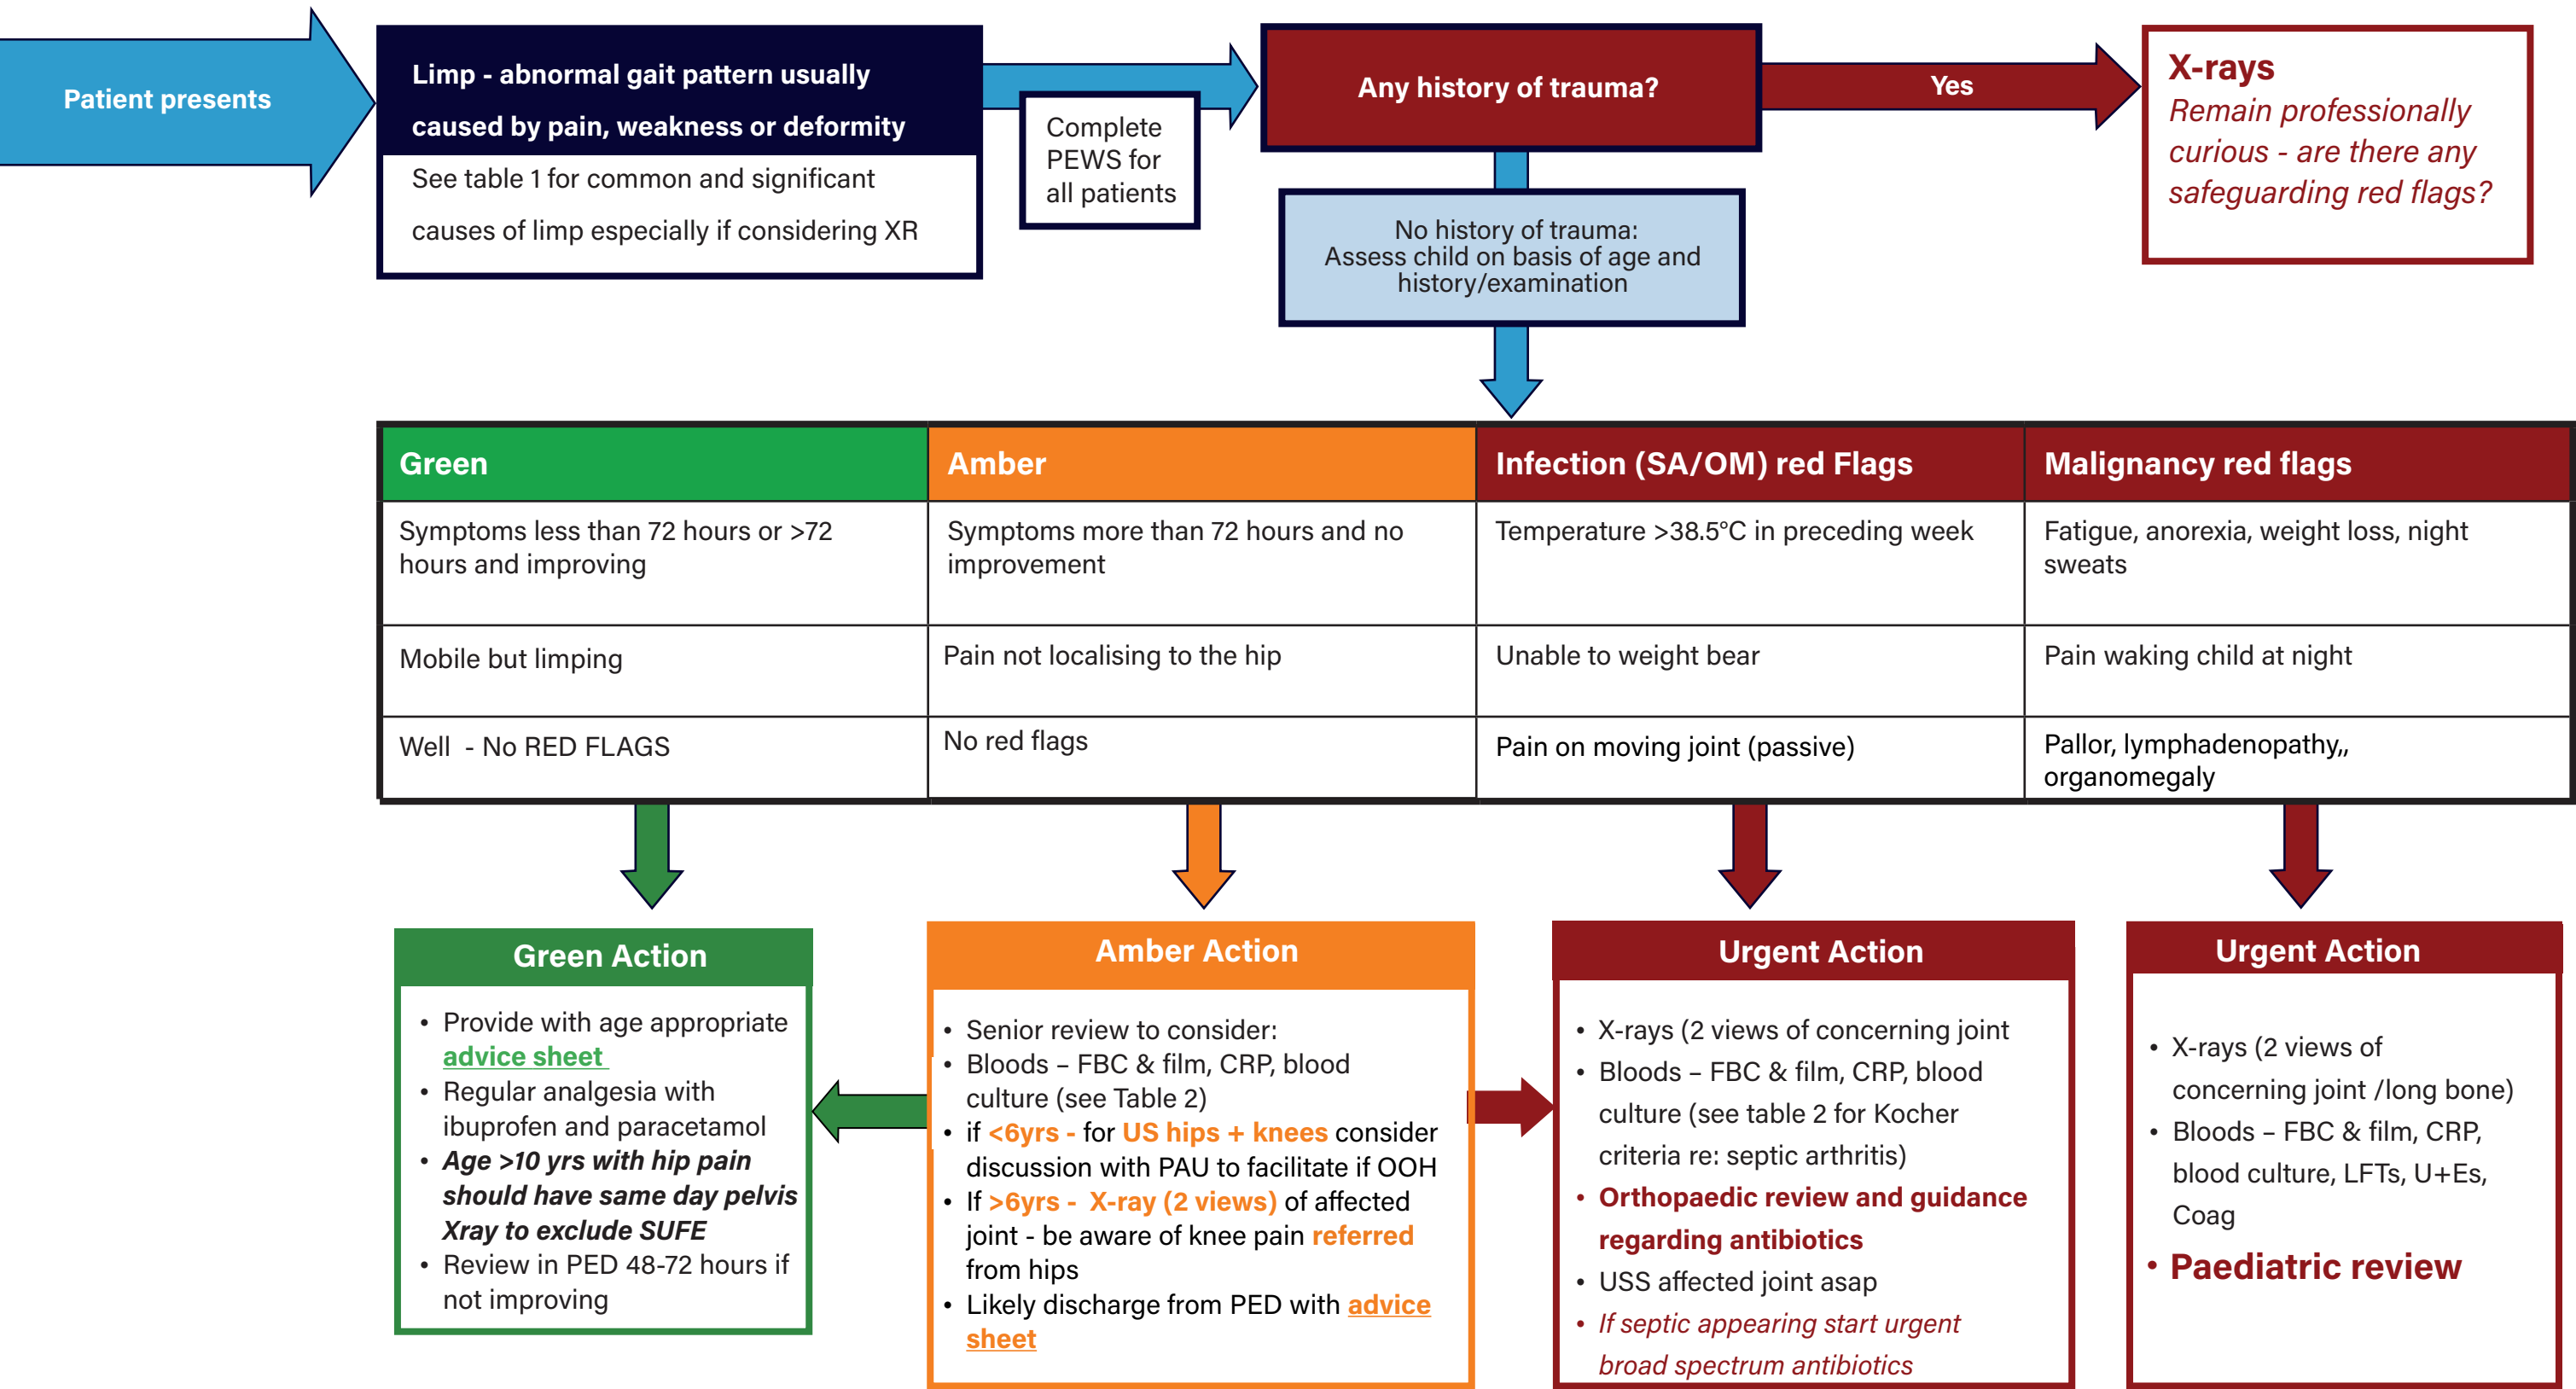 Patient presents
Limp - abnormal gait pattern usually
caused by pain, weakness or deformity
See table 1 for common and significant
causes of limp especially if considering XR
Complete
PEWS for
all patients
Any history of trauma?
Yes
X-rays
Remain professionally
curious - are there any
safeguarding red flags?
No history of trauma:
Assess child on basis of age and
history/examination
Green
Amber
Infection (SA/OM) red Flags
Malignancy red flags
Symptoms less than 72 hours or >72
hours and improving
Symptoms more than 72 hours and no
improvement
Temperature >38.5°C in preceding week
Fatigue, anorexia, weight loss, night
sweats
Mobile but limping
Pain not localising to the hip
Unable to weight bear
Pain waking child at night
Well - No RED FLAGS
No red flags
Pain on moving joint (passive)
Pallor, lymphadenopathy,,
organomegaly
Green Action
• Provide with age appropriate
advice sheet
• Regular analgesia with
ibuprofen and paracetamol
• Age >10 yrs with hip pain
should have same day pelvis
Xray to exclude SUFE
• Review in PED 48-72 hours if
not improving
Amber Action
• Senior review to consider:
• Bloods – FBC & film, CRP, blood
culture (see Table 2)
• if <6yrs - for US hips + knees consider
discussion with PAU to facilitate if OOH
• If >6yrs - X-ray (2 views) of affected
joint - be aware of knee pain referred
from hips
• Likely discharge from PED with advice
sheet
Urgent Action
• X-rays (2 views of concerning joint
• Bloods – FBC & film, CRP, blood
culture (see table 2 for Kocher
criteria re: septic arthritis)
• Orthopaedic review and guidance
regarding antibiotics
• USS affected joint asap
• If septic appearing start urgent
broad spectrum antibiotics
Urgent Action
• X-rays (2 views of
concerning joint /long bone)
• Bloods – FBC & film, CRP,
blood culture, LFTs, U+Es,
Coag
• Paediatric review